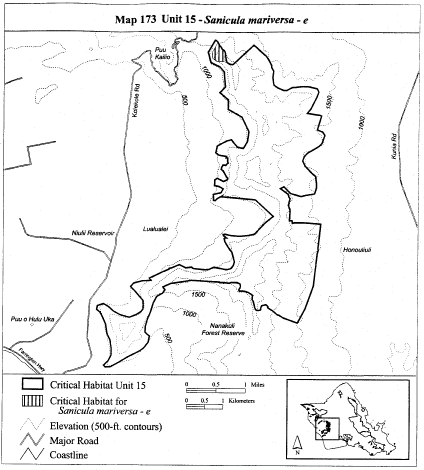 Map 173 Unit 15 - Sanicula mariversa - e
Puu
Kailio
1000
500
Kolekole Rd
1500
1000
Kunia Rd
Niulii Reservoir
Lualualei
Honouliuli
1500
1000
500
Nanakuli
Forest Reserve
Puu o Hulu Uka
Farrington Hwy
Critical Habitat Unit 15
Critical Habitat for
Sanicula mariversa - e
Elevation (500-ft. contours)
Major Road
Coastline
0 0.5 1 Miles
0 0.5 1 Kilometers
N